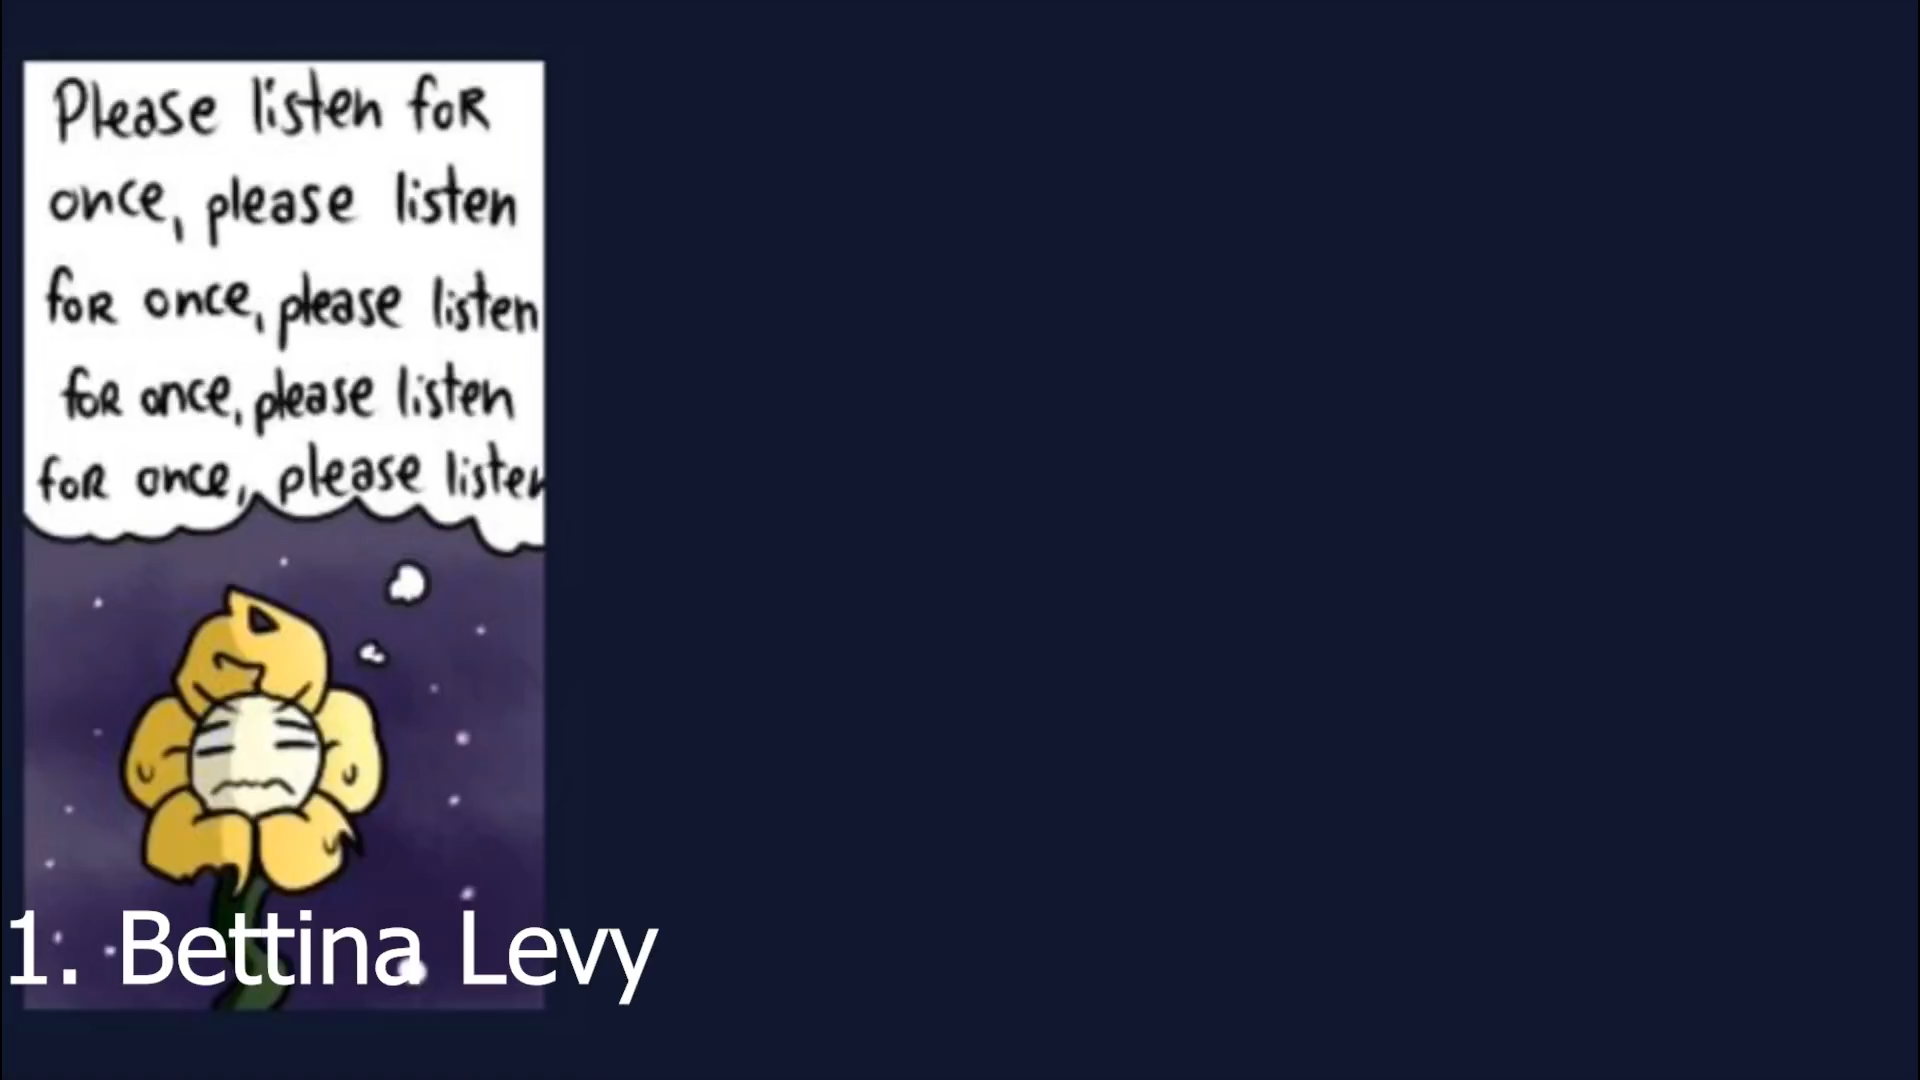 Please listen foR
once, please listen
foR once, please listen
foR once, please listen
foR once, please listen
1. Bettina Levy